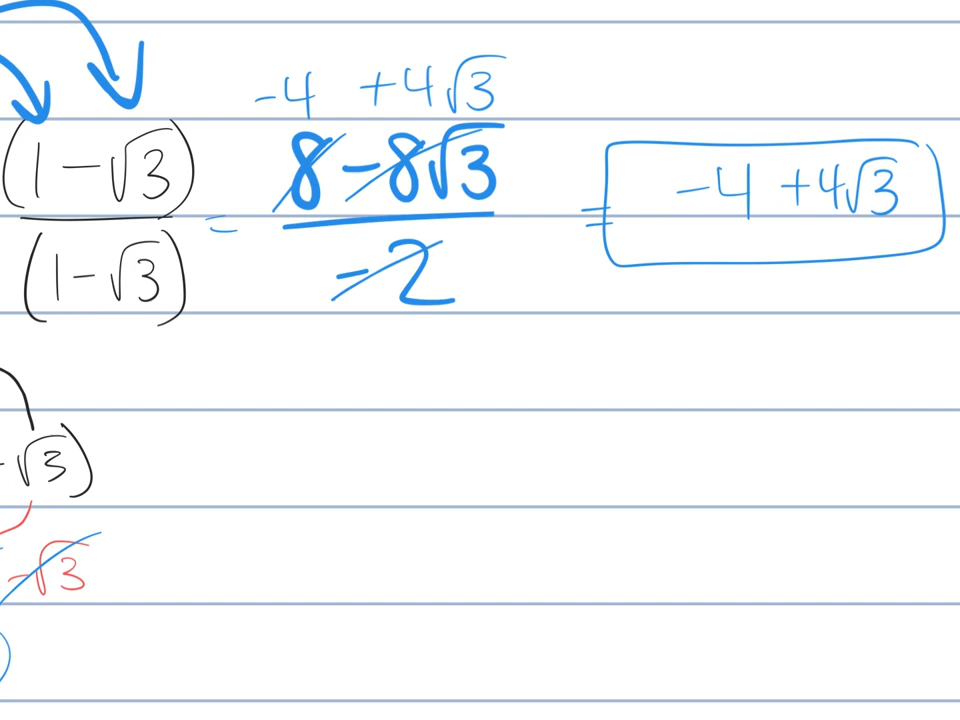 -4 +4√3
(1-√3) = 8-8√3 = -4 +4√3
(1-√3) -2
√3)
-√3